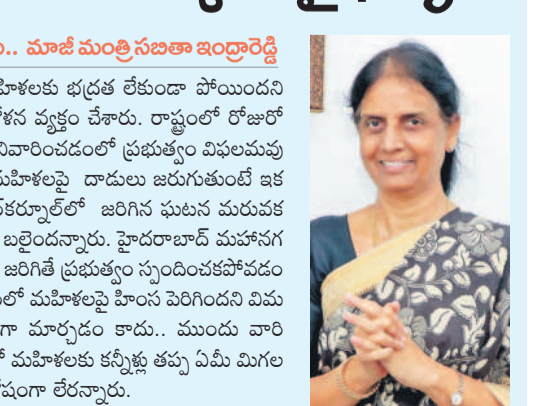 .. మాజీ మంత్రి సబితా ఇంద్రారెడ్డి
హిళలకు భద్రత లేకుండా పోయిందని
ళన వ్యక్తం చేశారు. రాష్ట్రంలో రోజురో
నివారించడంలో ప్రభుత్వం విఫలమవు
మహిళలపై దాడులు జరుగుతుంటే ఇక
ర్‌కర్నూల్‌లో జరిగిన ఘటన మరువక
బలైందన్నారు. హైదరాబాద్ మహానగ
జరిగితే ప్రభుత్వం స్పందించకపోవడం
లో మహిళలపై హింస పెరిగిందని విమ
గా మార్చడం కాదు.. ముందు వారి
మహిళలకు కన్నీళ్లు తప్ప ఏమీ మిగల
షంగా లేరన్నారు.